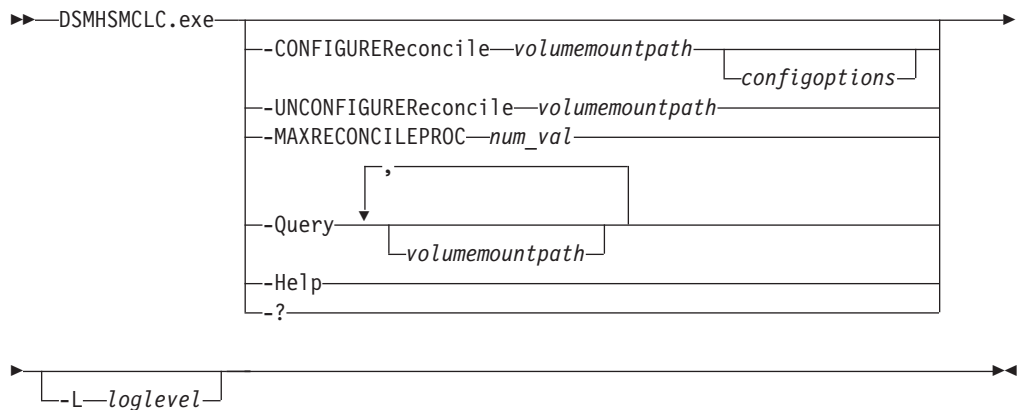 DSMHSMCLC.exe
-CONFIGUREReconcile volumemountpath
configoptions
-UNCONFIGUREReconcile volumemountpath
-MAXRECONCILEPROC num_val
,
-Query
volumemountpath
-Help
-?
-L loglevel